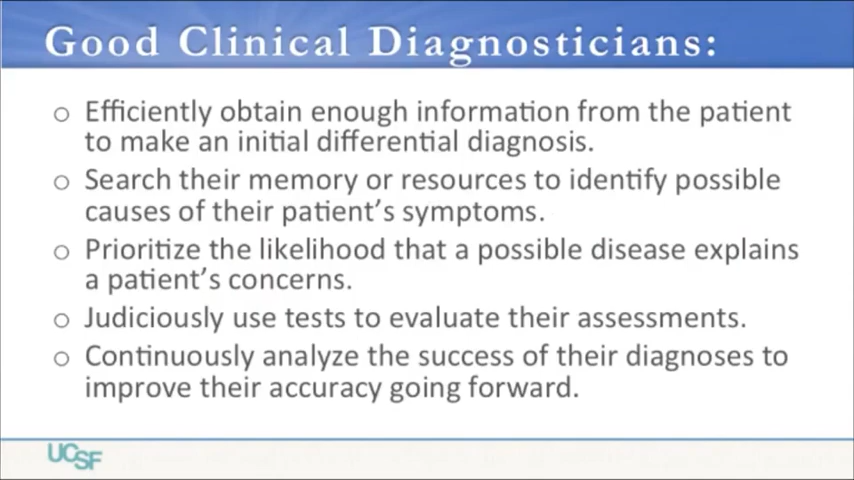 Good Clinical Diagnosticians:
○ Efficiently obtain enough information from the patient
to make an initial differential diagnosis.
○ Search their memory or resources to identify possible
causes of their patient's symptoms.
○ Prioritize the likelihood that a possible disease explains
a patient's concerns.
○ Judiciously use tests to evaluate their assessments.
○ Continuously analyze the success of their diagnoses to
improve their accuracy going forward.
UCSF